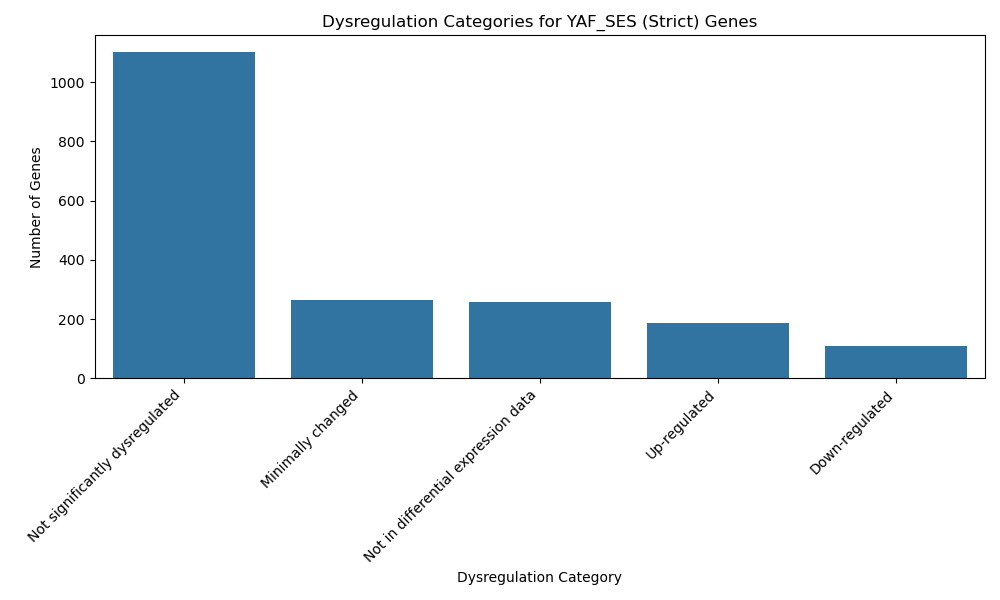 Dysregulation Categories for YAF_SES (Strict) Genes
Number of Genes
1000
800
600
400
200
0
Not significantly dysregulated
Minimally changed
Not in differential expression data
Up-regulated
Down-regulated
Dysregulation Category